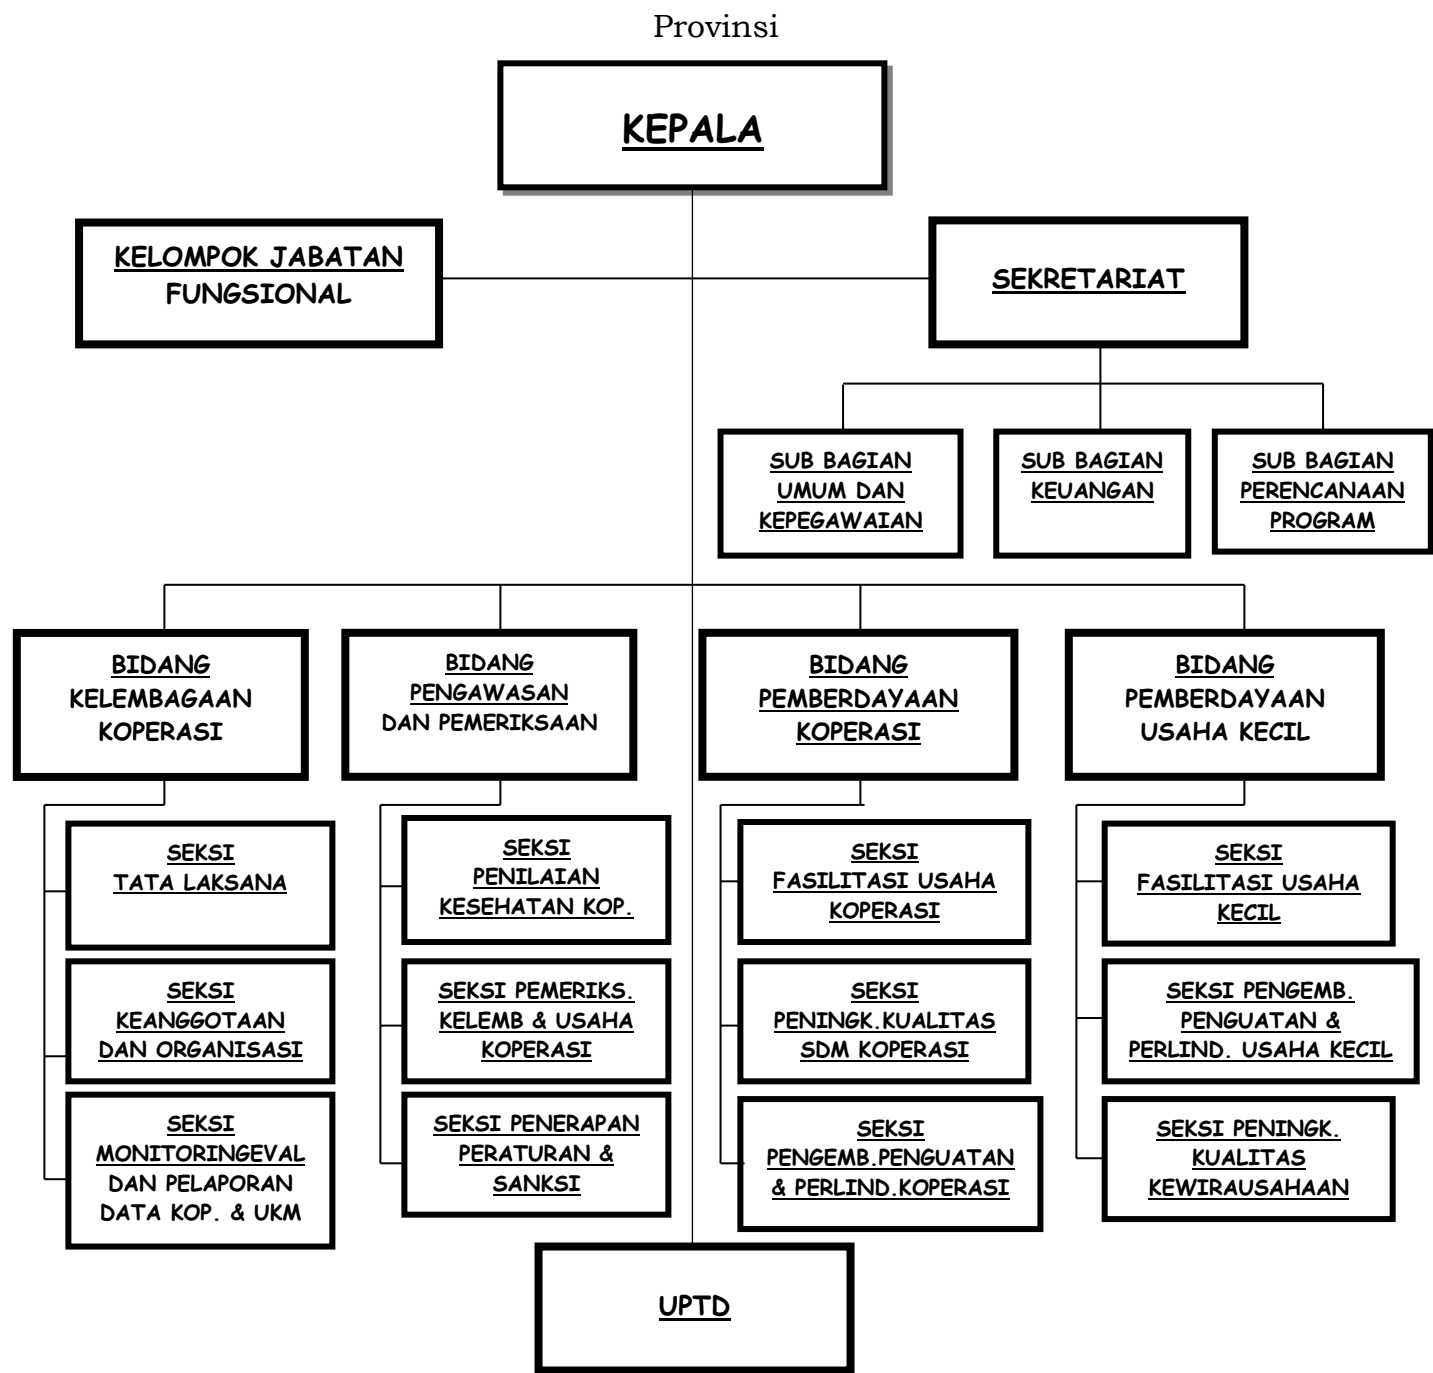 Provinsi
KEPALA
KELOMPOK JABATAN
FUNGSIONAL
SEKRETARIAT
SUB BAGIAN
UMUM DAN
KEPEGAWAIAN
SUB BAGIAN
KEUANGAN
SUB BAGIAN
PERENCANAAN
PROGRAM
BIDANG
KELEMBAGAAN
KOPERASI
BIDANG
PENGAWASAN
DAN PEMERIKSAAN
BIDANG
PEMBERDAYAAN
KOPERASI
BIDANG
PEMBERDAYAAN
USAHA KECIL
SEKSI
TATA LAKSANA
SEKSI
KEANGGOTAAN
DAN ORGANISASI
SEKSI
MONITORINGEVAL
DAN PELAPORAN
DATA KOP. & UKM
SEKSI
PENILAIAN
KESEHATAN KOP.
SEKSI PEMERIKS.
KELEMB & USAHA
KOPERASI
SEKSI PENERAPAN
PERATURAN &
SANKSI
SEKSI
FASILITASI USAHA
KOPERASI
SEKSI
PENINGK.KUALITAS
SDM KOPERASI
SEKSI
PENGEMB.PENGUATAN
& PERLIND.KOPERASI
SEKSI
FASILITASI USAHA
KECIL
SEKSI PENGEMB.
PENGUATAN &
PERLIND. USAHA KECIL
SEKSI PENINGK.
KUALITAS
KEWIRAUSAHAAN
UPTD